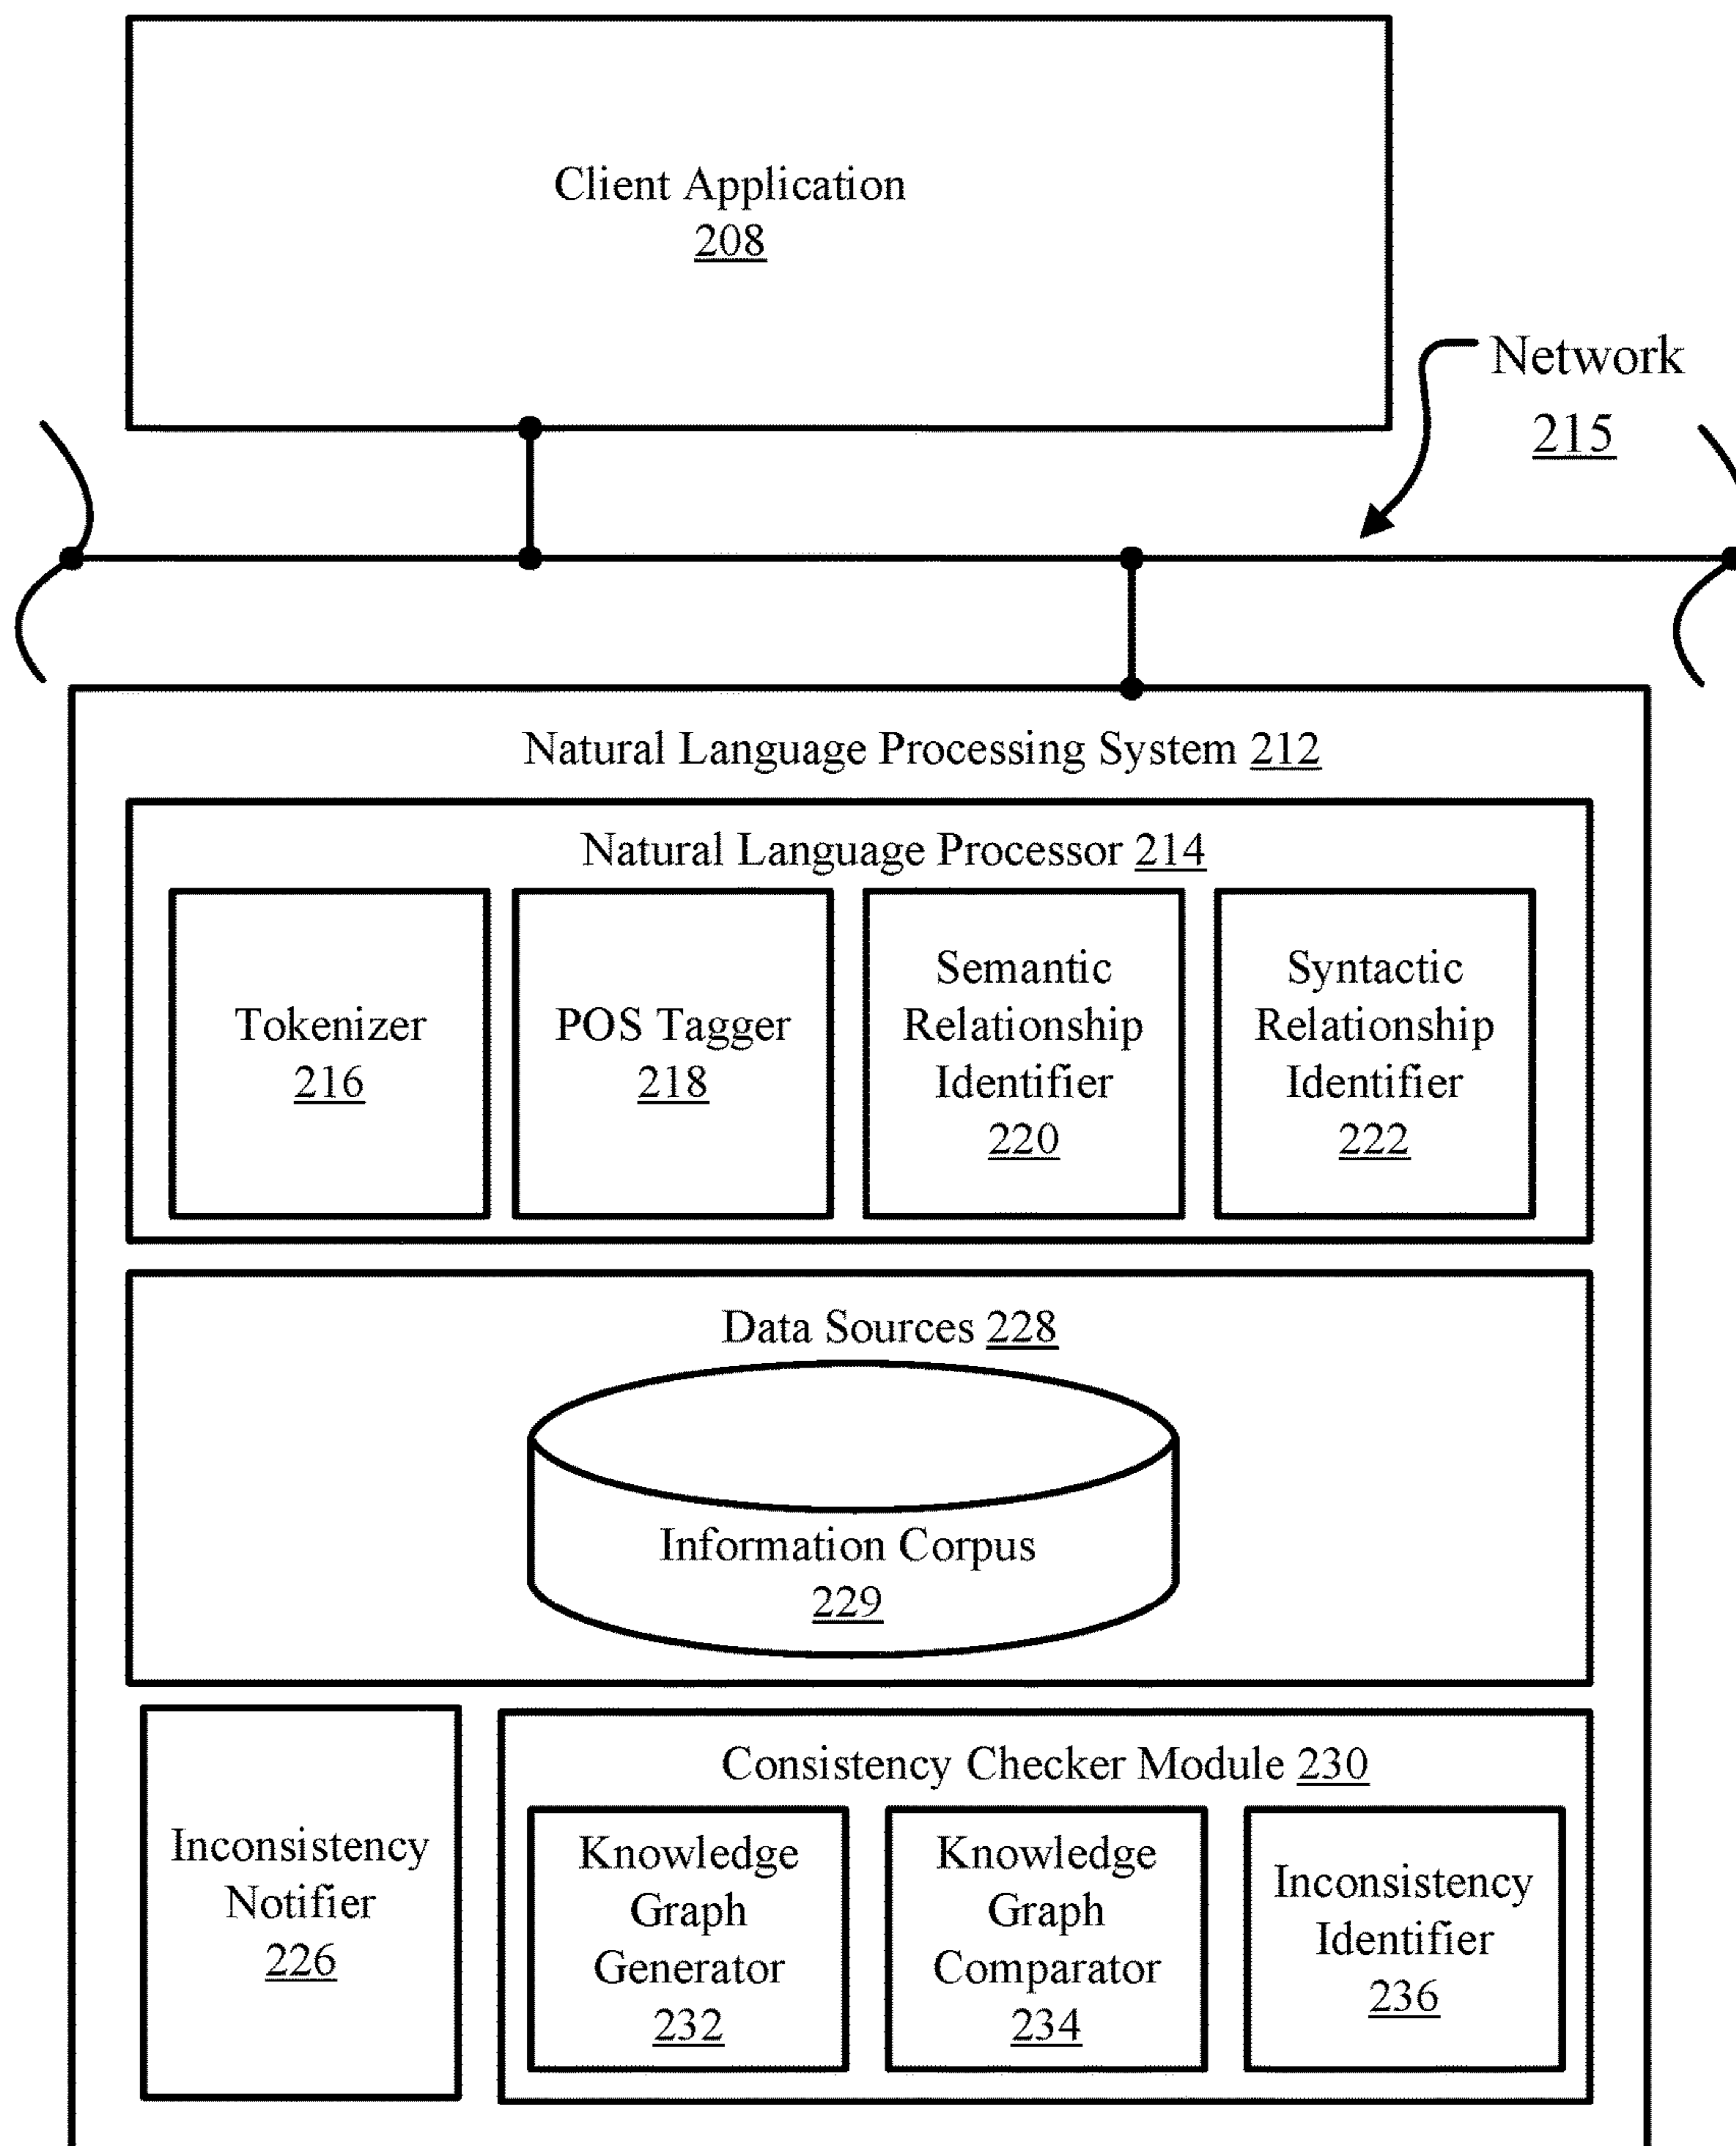 Client Application
208
Network
215
Natural Language Processing System 212
Natural Language Processor 214
Tokenizer
216
POS Tagger
218
Semantic
Relationship
Identifier
220
Syntactic
Relationship
Identifier
222
Data Sources 228
Information Corpus
229
Inconsistency
Notifier
226
Consistency Checker Module 230
Knowledge
Graph
Generator
232
Knowledge
Graph
Comparator
234
Inconsistency
Identifier
236